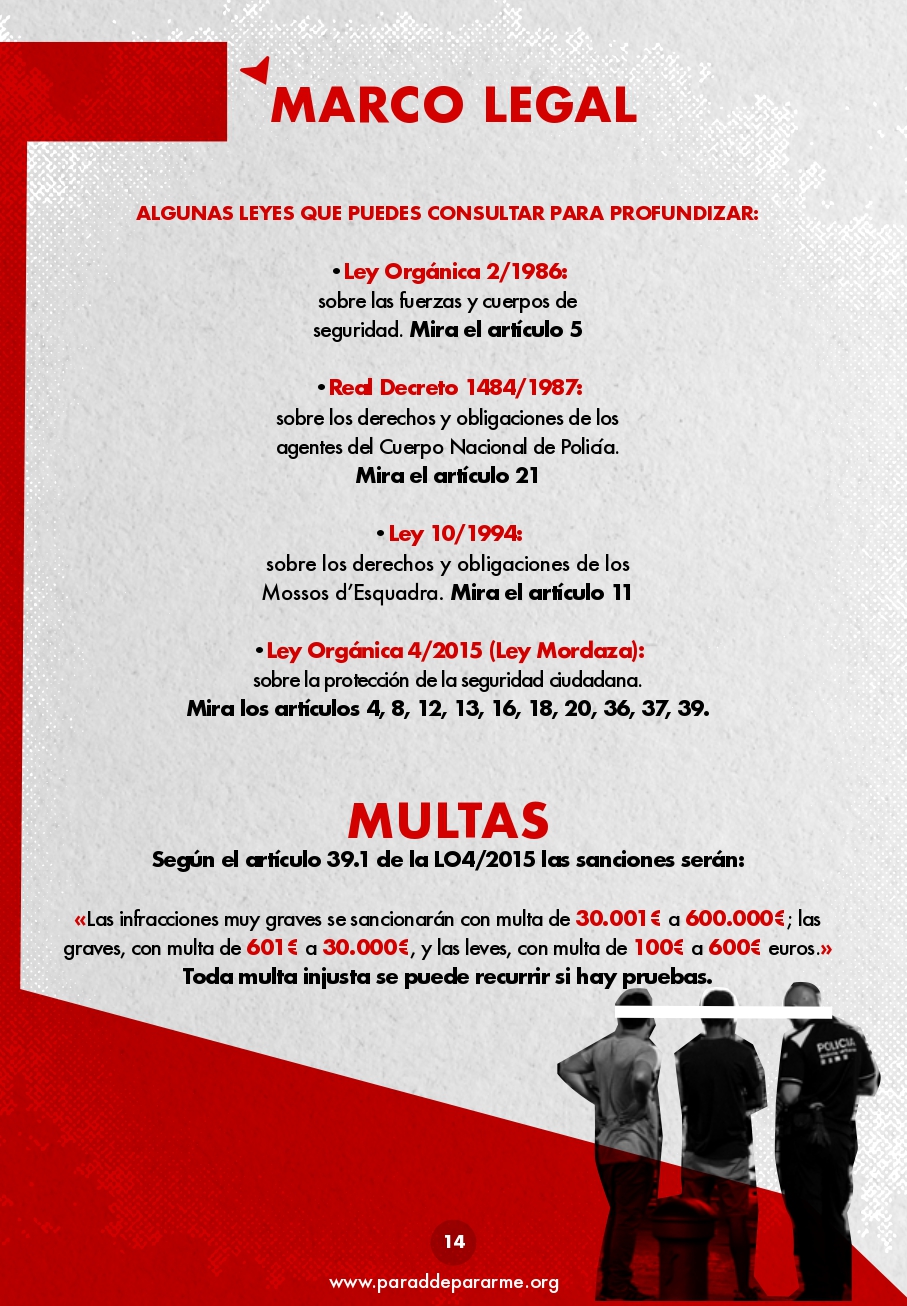 MARCO LEGAL
ALGUNAS LEYES QUE PUEDES CONSULTAR PARA PROFUNDIZAR:
•Ley Orgánica 2/1986:
sobre las fuerzas y cuerpos de
seguridad. Mira el artículo 5
•Real Decreto 1484/1987:
sobre los derechos y obligaciones de los
agentes del Cuerpo Nacional de Policía.
Mira el artículo 21
•Ley 10/1994:
sobre los derechos y obligaciones de los
Mossos d’Esquadra. Mira el artículo 11
•Ley Orgánica 4/2015 (Ley Mordaza):
sobre la protección de la seguridad ciudadana.
Mira los artículos 4, 8, 12, 13, 16, 18, 20, 36, 37, 39.
MULTAS
Según el artículo 39.1 de la LO4/2015 las sanciones serán:
«Las infracciones muy graves se sancionarán con multa de 30.001€ a 600.000€; las
graves, con multa de 601€ a 30.000€, y las leves, con multa de 100€ a 600€ euros.»
Toda multa injusta se puede recurrir si hay pruebas.
POLICIA
14
www.paraddepararme.org